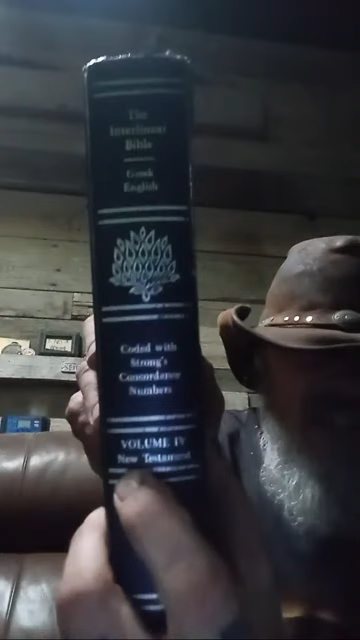 The
Interlinear
Bible
Greek
English
Coded with
Strong's
Concordance
Numbers
VOLUME IV
New Testament